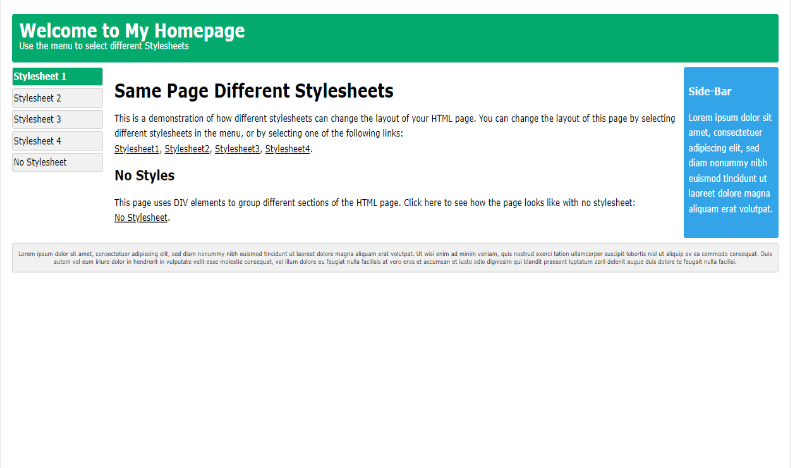 Welcome to My Homepage
Use the menu to select different Stylesheets
Stylesheet 1
Stylesheet 2
Stylesheet 3
Stylesheet 4
No Stylesheet
Same Page Different Stylesheets
This is a demonstration of how different stylesheets can change the layout of your HTML page. You can change the layout of this page by selecting
different stylesheets in the menu, or by selecting one of the following links:
Stylesheet1, Stylesheet2, Stylesheet3, Stylesheet4.
No Styles
This page uses DIV elements to group different sections of the HTML page. Click here to see how the page looks like with no stylesheet:
No Stylesheet.
Side-Bar
Lorem ipsum dolor sit
amet, consectetuer
adipiscing elit, sed
diam nonummy nibh
euismod tincidunt ut
laoreet dolore magna
aliquam erat volutpat.
Lorem ipsum dolor sit amet, consectetuer adipiscing elit, sed diam nonummy nibh euismod tincidunt ut laoreet dolore magna aliquam erat volutpat. Ut wisi enim ad minim veniam, quis nostrud exerci tation ullamcorper suscipit lobortis nisl ut aliquip ex ea commodo consequat. Duis
autem vel eum iriure dolor in hendrerit in vulputate velit esse molestie consequat, vel illum dolore eu feugiat nulla facilisis at vero eros et accumsan et iusto odio dignissim qui blandit praesent luptatum zzril delenit augue duis dolore te feugait nulla facilisi.